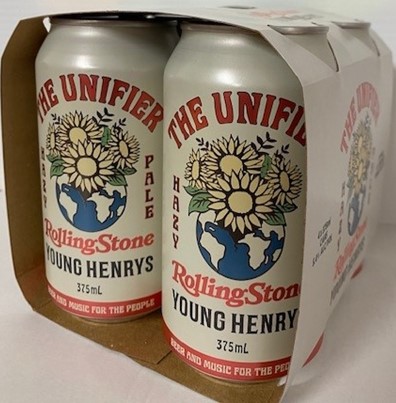 THE UNIFIER
HAZY
PALE
Rolling Stone
YOUNG HENRYS
375mL
BEER AND MUSIC FOR THE PEOPLE
THE UNIFIE
HAZY
Rolling Stone
YOUNG HENRY
375mL
BEER AND MUSIC FOR THE PEO